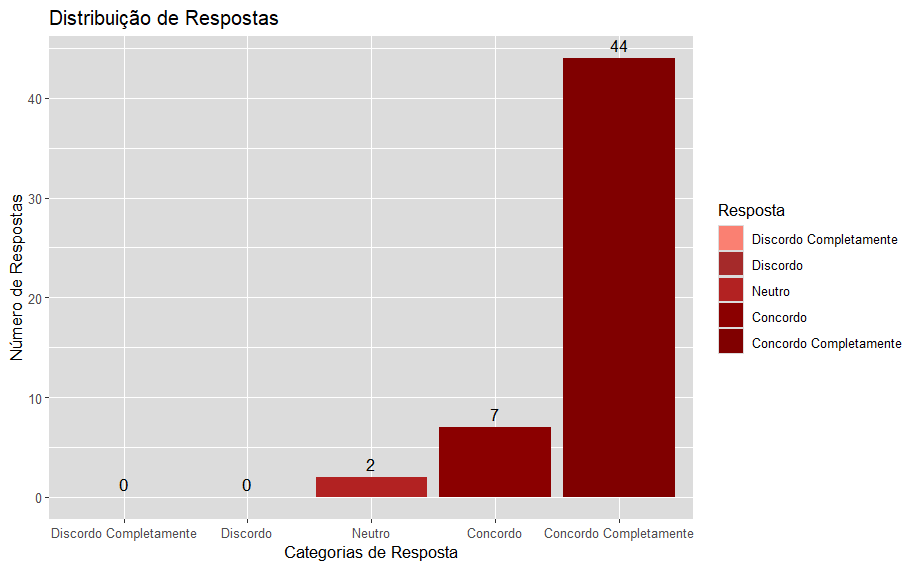 Distribuição de Respostas
44
40
30
20
10
0
7
2
0
0
Número de Respostas
Discordo Completamente
Discordo
Neutro
Concordo
Concordo Completamente
Categorias de Resposta
Resposta
Discordo Completamente
Discordo
Neutro
Concordo
Concordo Completamente